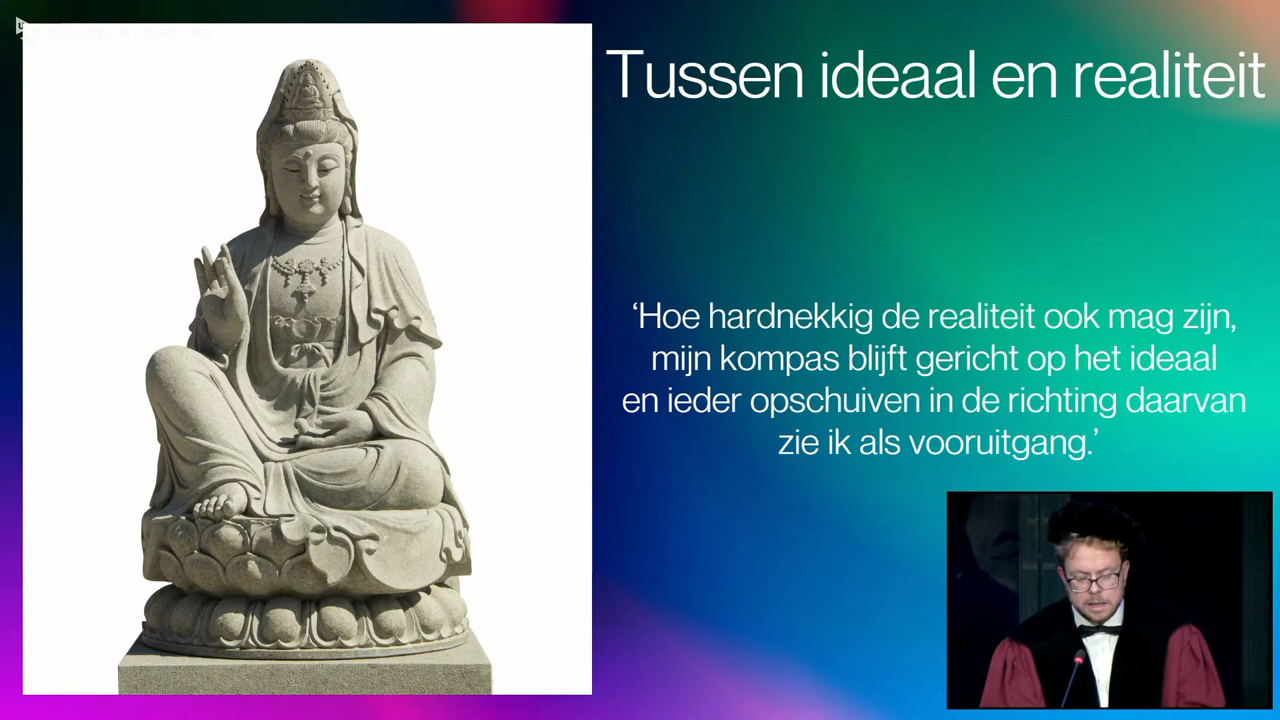 Tussen ideaal en realiteit
‘Hoe hardnekkig de realiteit ook mag zijn,
mijn kompas blijft gericht op het ideaal
en ieder opschuiven in de richting daarvan
zie ik als vooruitgang.’